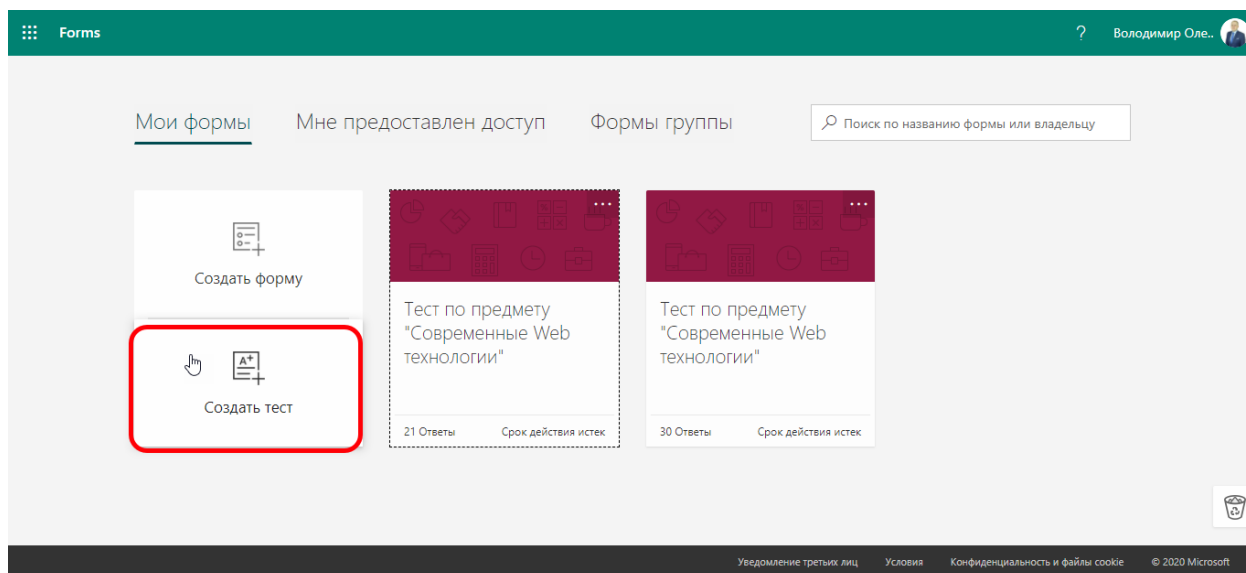 Forms
? Володимир Оле..
Мои формы Мне предоставлен доступ Формы группы
Поиск по названию формы или владельцу
Создать форму
A+
Создать тест
Тест по предмету
"Современные Web
технологии"
21 Ответы Срок действия истек
Тест по предмету
"Современные Web
технологии"
30 Ответы Срок действия истек
Уведомление третьих лиц Условия Конфиденциальность и файлы cookie © 2020 Microsoft